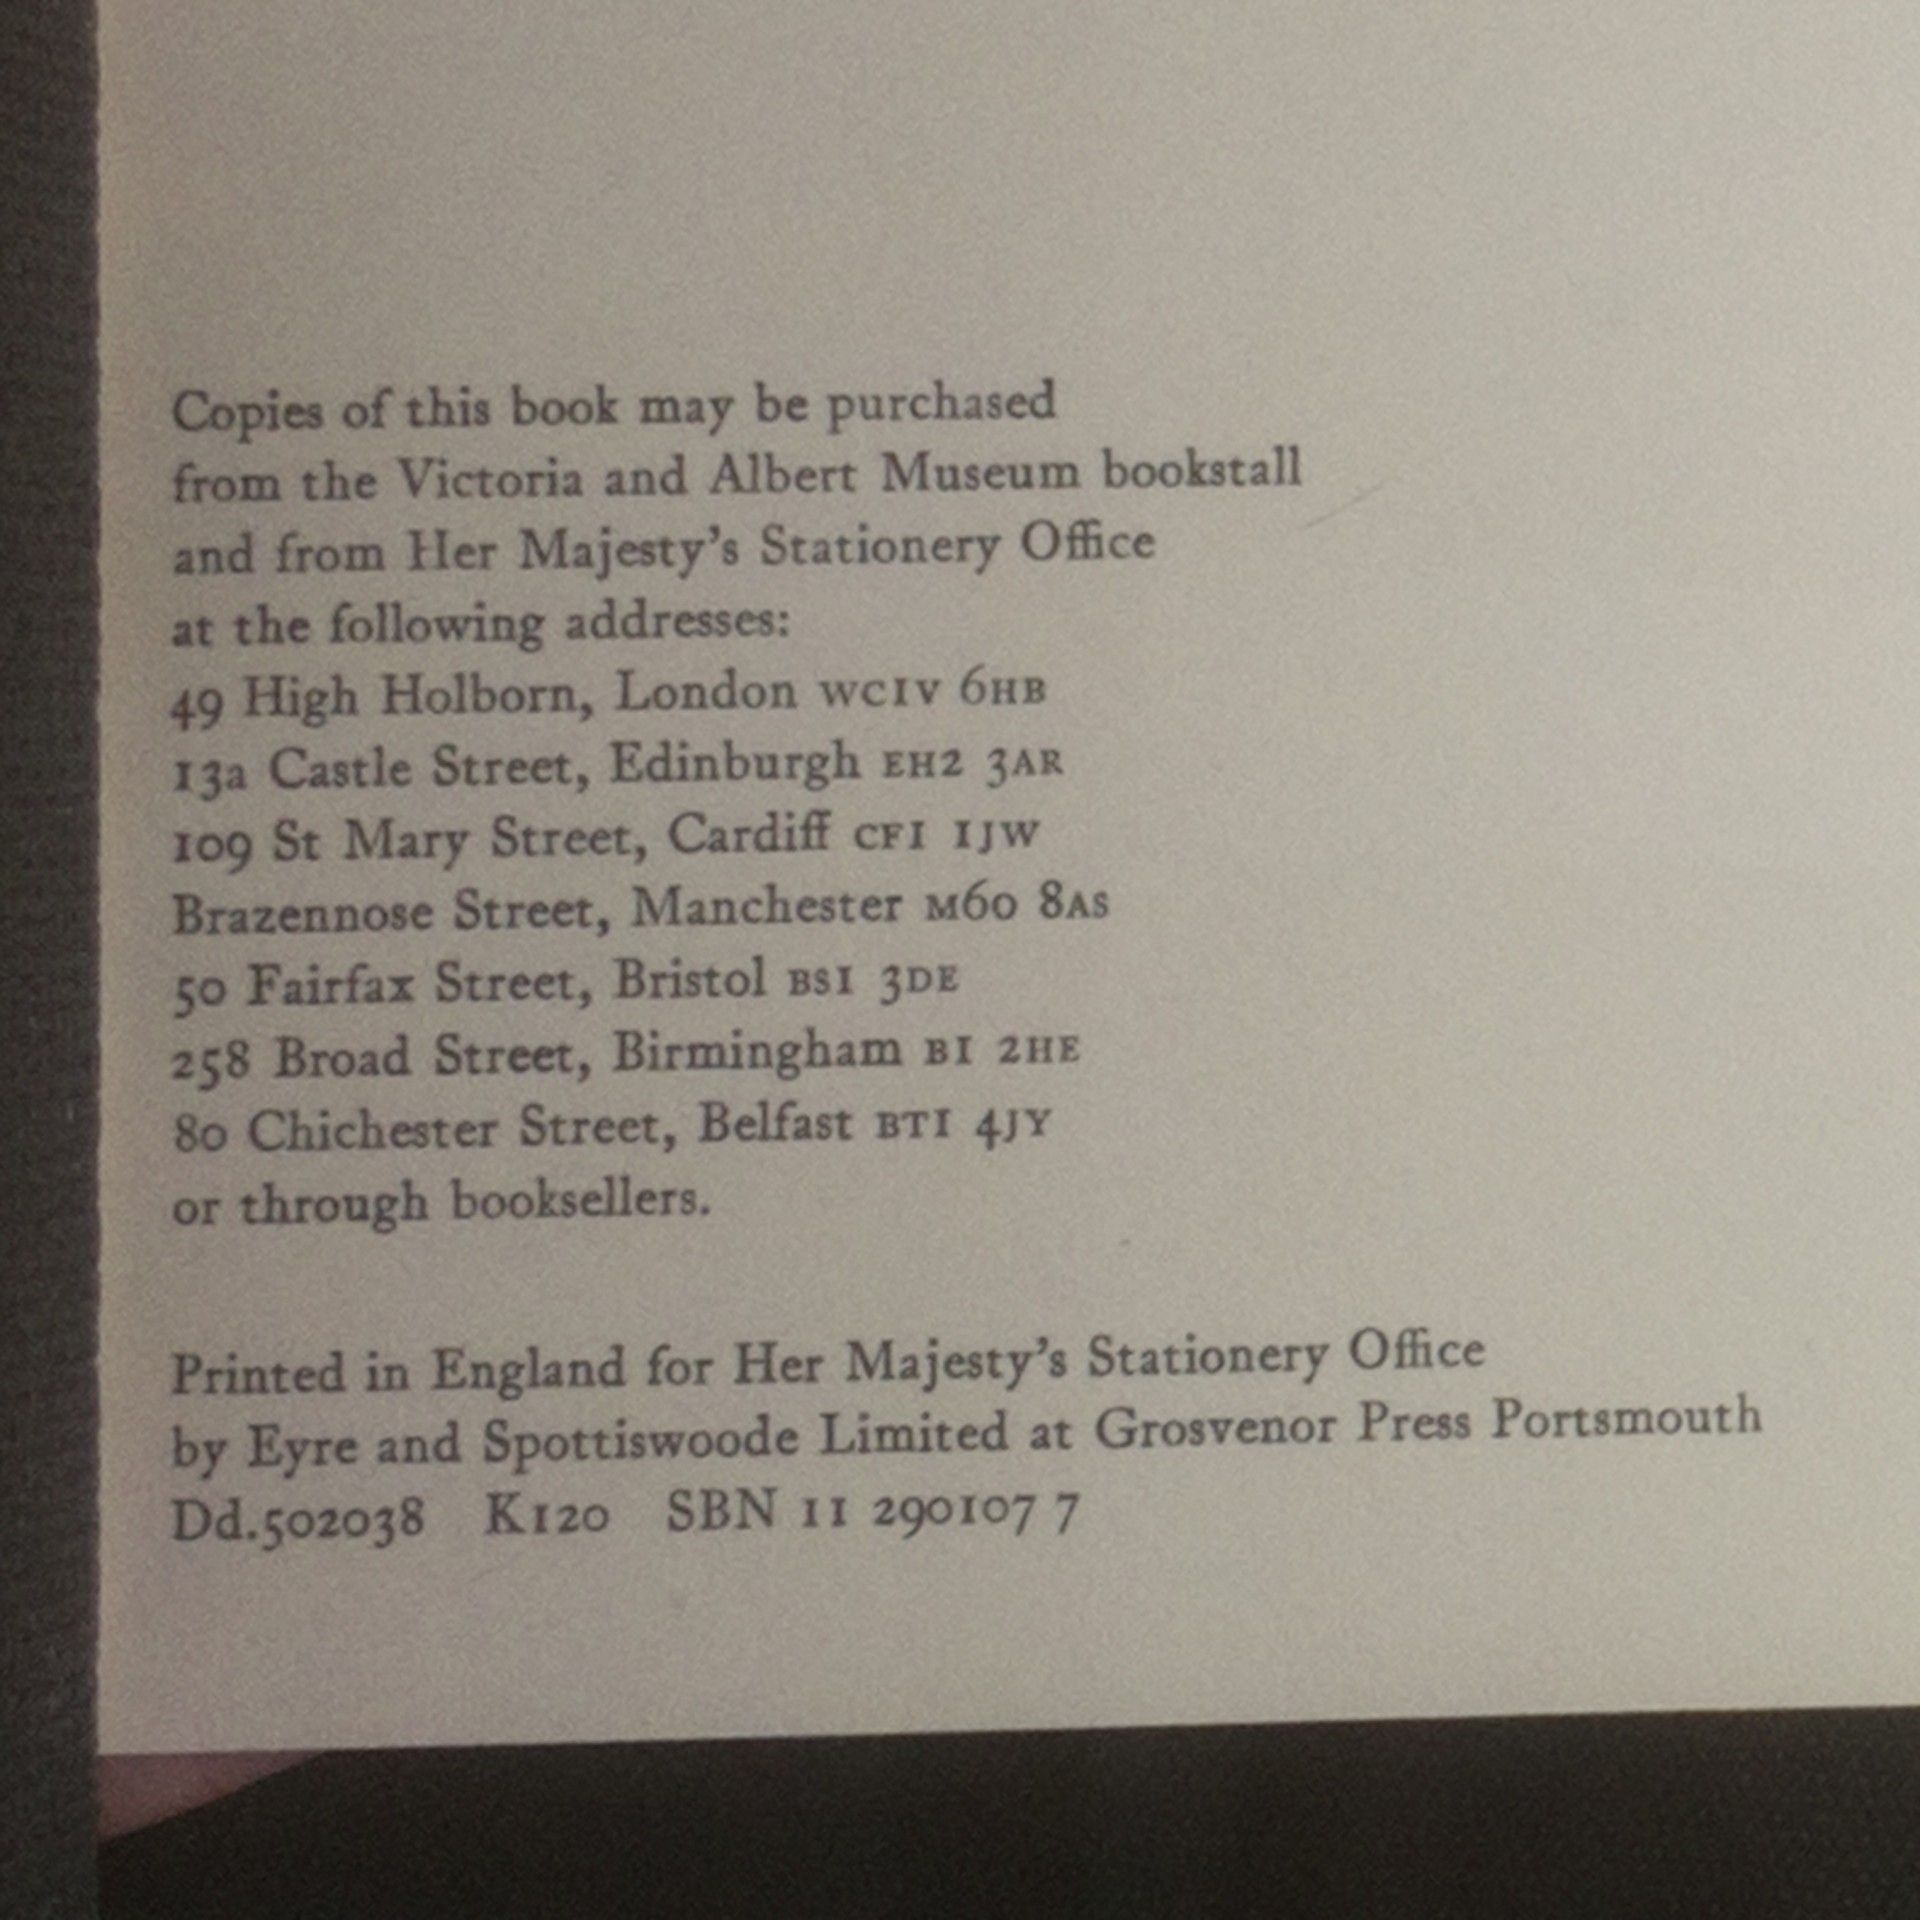 Copies of this book may be purchased
from the Victoria and Albert Museum bookstall
and from Her Majesty's Stationery Office
at the following addresses:
49 High Holborn, London WC1V 6HB
13a Castle Street, Edinburgh EH2 3AR
109 St Mary Street, Cardiff CF1 1JW
Brazennose Street, Manchester M60 8AS
50 Fairfax Street, Bristol BS1 3DE
258 Broad Street, Birmingham B1 2HE
80 Chichester Street, Belfast BT1 4JY
or through booksellers.
Printed in England for Her Majesty's Stationery Office
by Eyre and Spottiswoode Limited at Grosvenor Press Portsmouth
Dd.502038 K120 SBN 11 290107 7